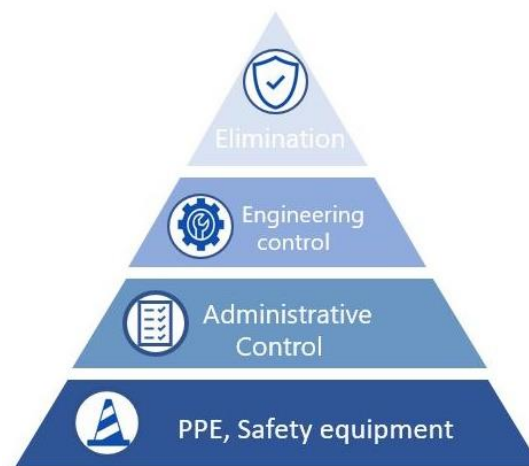 Elimination
Engineering
control
Administrative
Control
PPE, Safety equipment